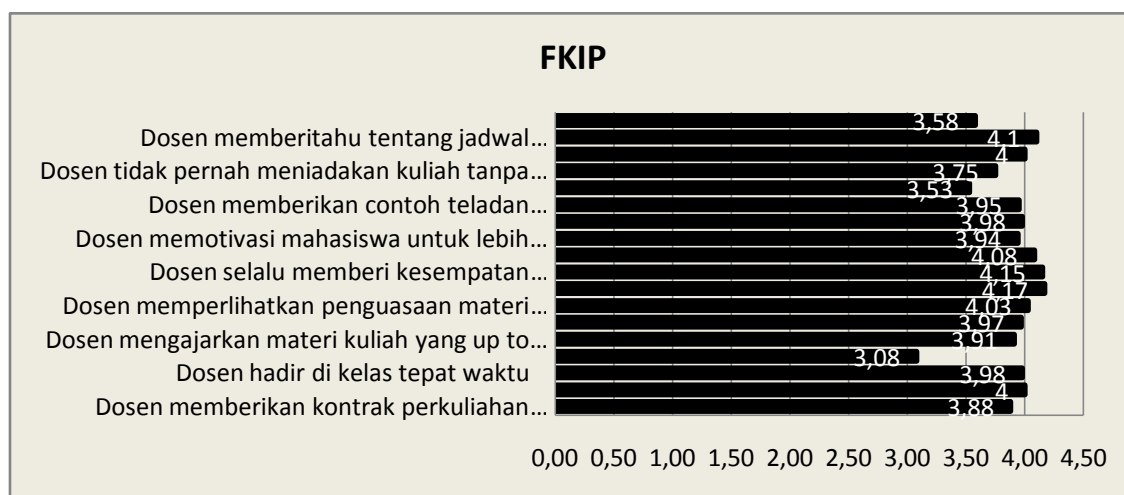 FKIP
3,58
Dosen memberitahu tentang jadwal...
4,1
4
Dosen tidak pernah meniadakan kuliah tanpa...
3,75
3,53
Dosen memberikan contoh teladan...
3,95
3,98
Dosen memotivasi mahasiswa untuk lebih...
3,94
4,08
Dosen selalu memberi kesempatan...
4,15
4,17
Dosen memperlihatkan penguasaan materi...
4,03
3,97
Dosen mengajarkan materi kuliah yang up to...
3,91
3,08
Dosen hadir di kelas tepat waktu
3,98
4
Dosen memberikan kontrak perkuliahan...
3,88
0,00 0,50 1,00 1,50 2,00 2,50 3,00 3,50 4,00 4,50